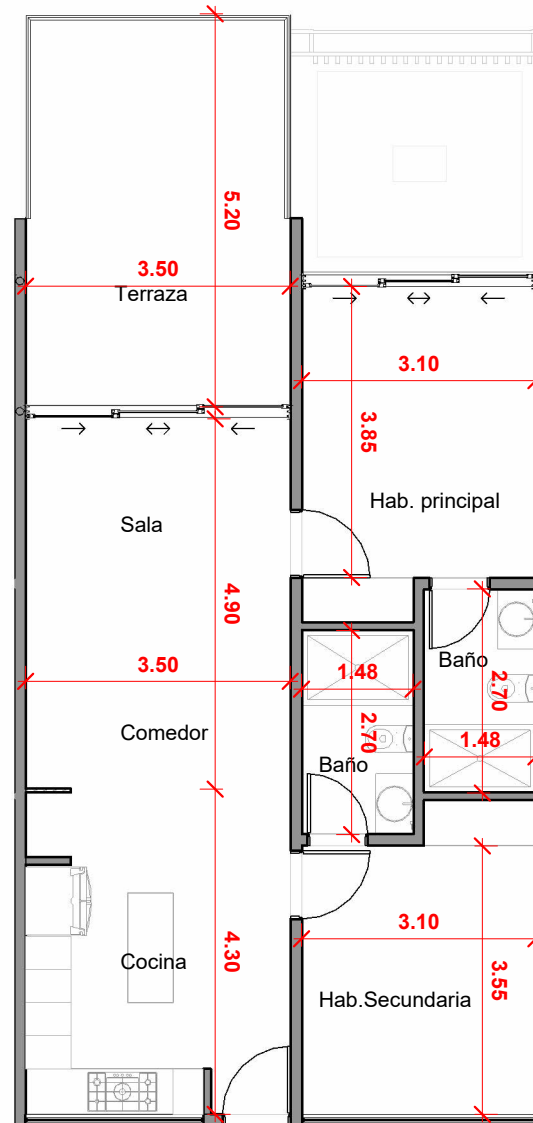 5.20
3.50
Terraza
3.10
3.85
Hab. principal
Sala
4.90
Baño
3.50
1.48
2.70
2.70
Comedor
1.48
Baño
3.10
4.30
Cocina
3.55
Hab.Secundaria